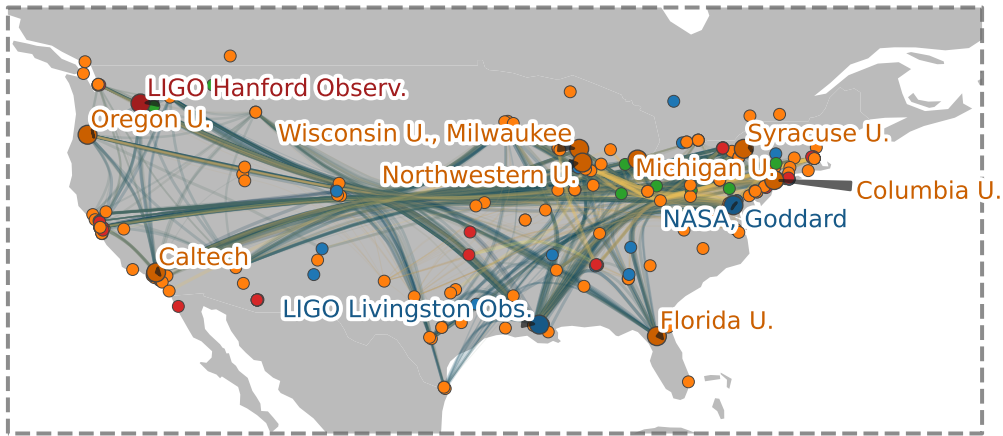 LIGO Hanford Observ.
Oregon U.
Wisconsin U., Milwaukee
Syracuse U.
Northwestern U.
Michigan U.
Columbia U.
NASA, Goddard
Caltech
LIGO Livingston Obs.
Florida U.